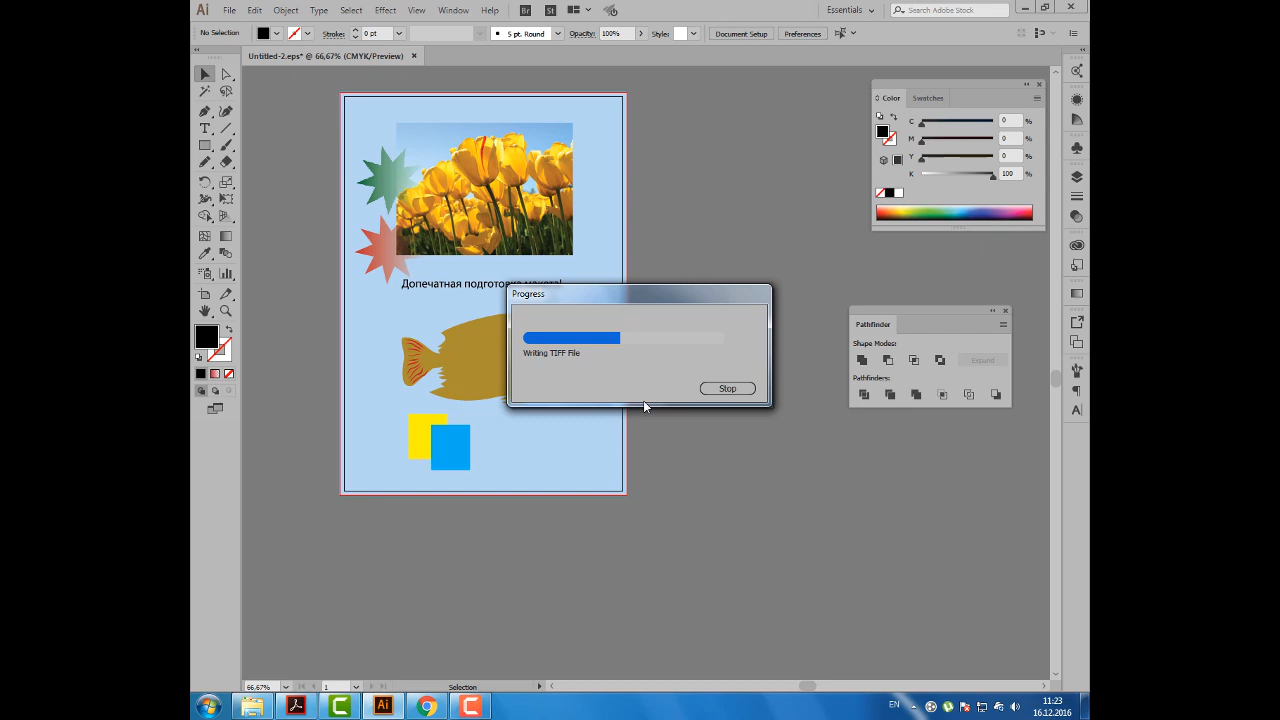 Ai File Edit Object Type Select Effect View Window Help Br St Essentials Search Adobe Stock
No Selection Stroke: 0 pt 5 pt. Round Opacity: 100% Style: Document Setup Preferences
Untitled-2.eps* @ 66,67% (CMYK/Preview)
Color Swatches
C 0 %
M 0 %
Y 0 %
K 100 %
Допечатная подготовка макета!
Progress
Writing TIFF File
Stop
Pathfinder
Shape Modes:
Expand
Pathfinders:
66,67% 1 Selection
Ai EN 11:23
16.12.2016